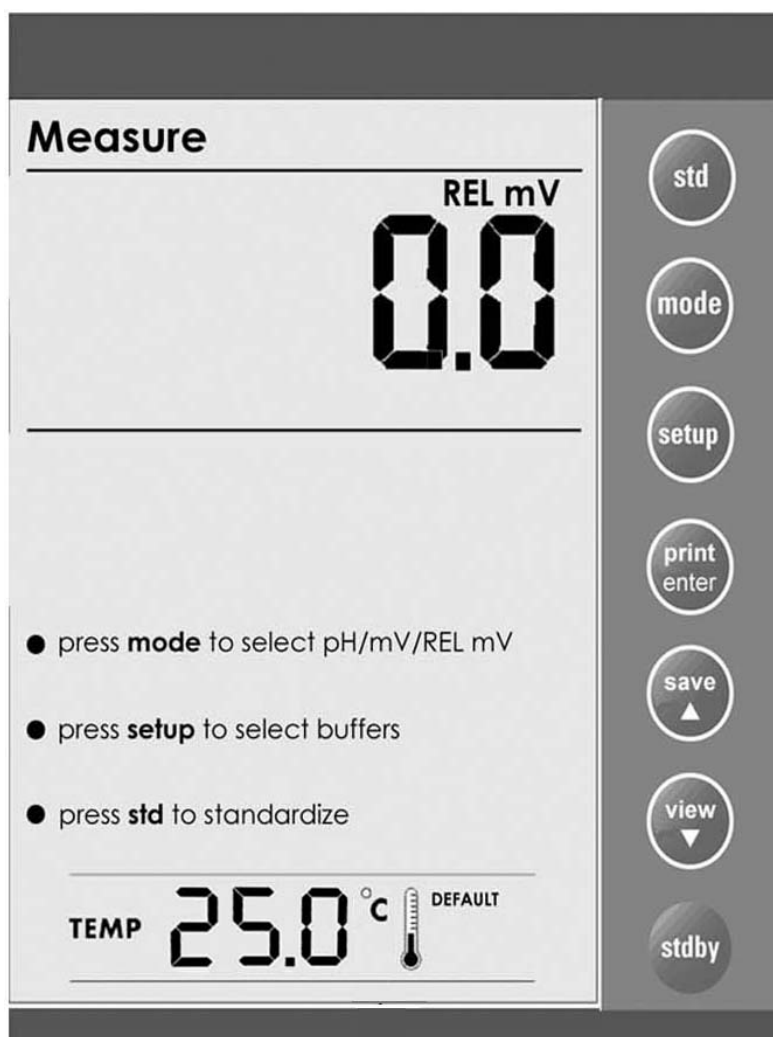 Measure
REL mV
0.0
press mode to select pH/mV/REL mV
press setup to select buffers
press std to standardize
TEMP 25.0 °C DEFAULT
std
mode
setup
print
enter
save
view
stdby